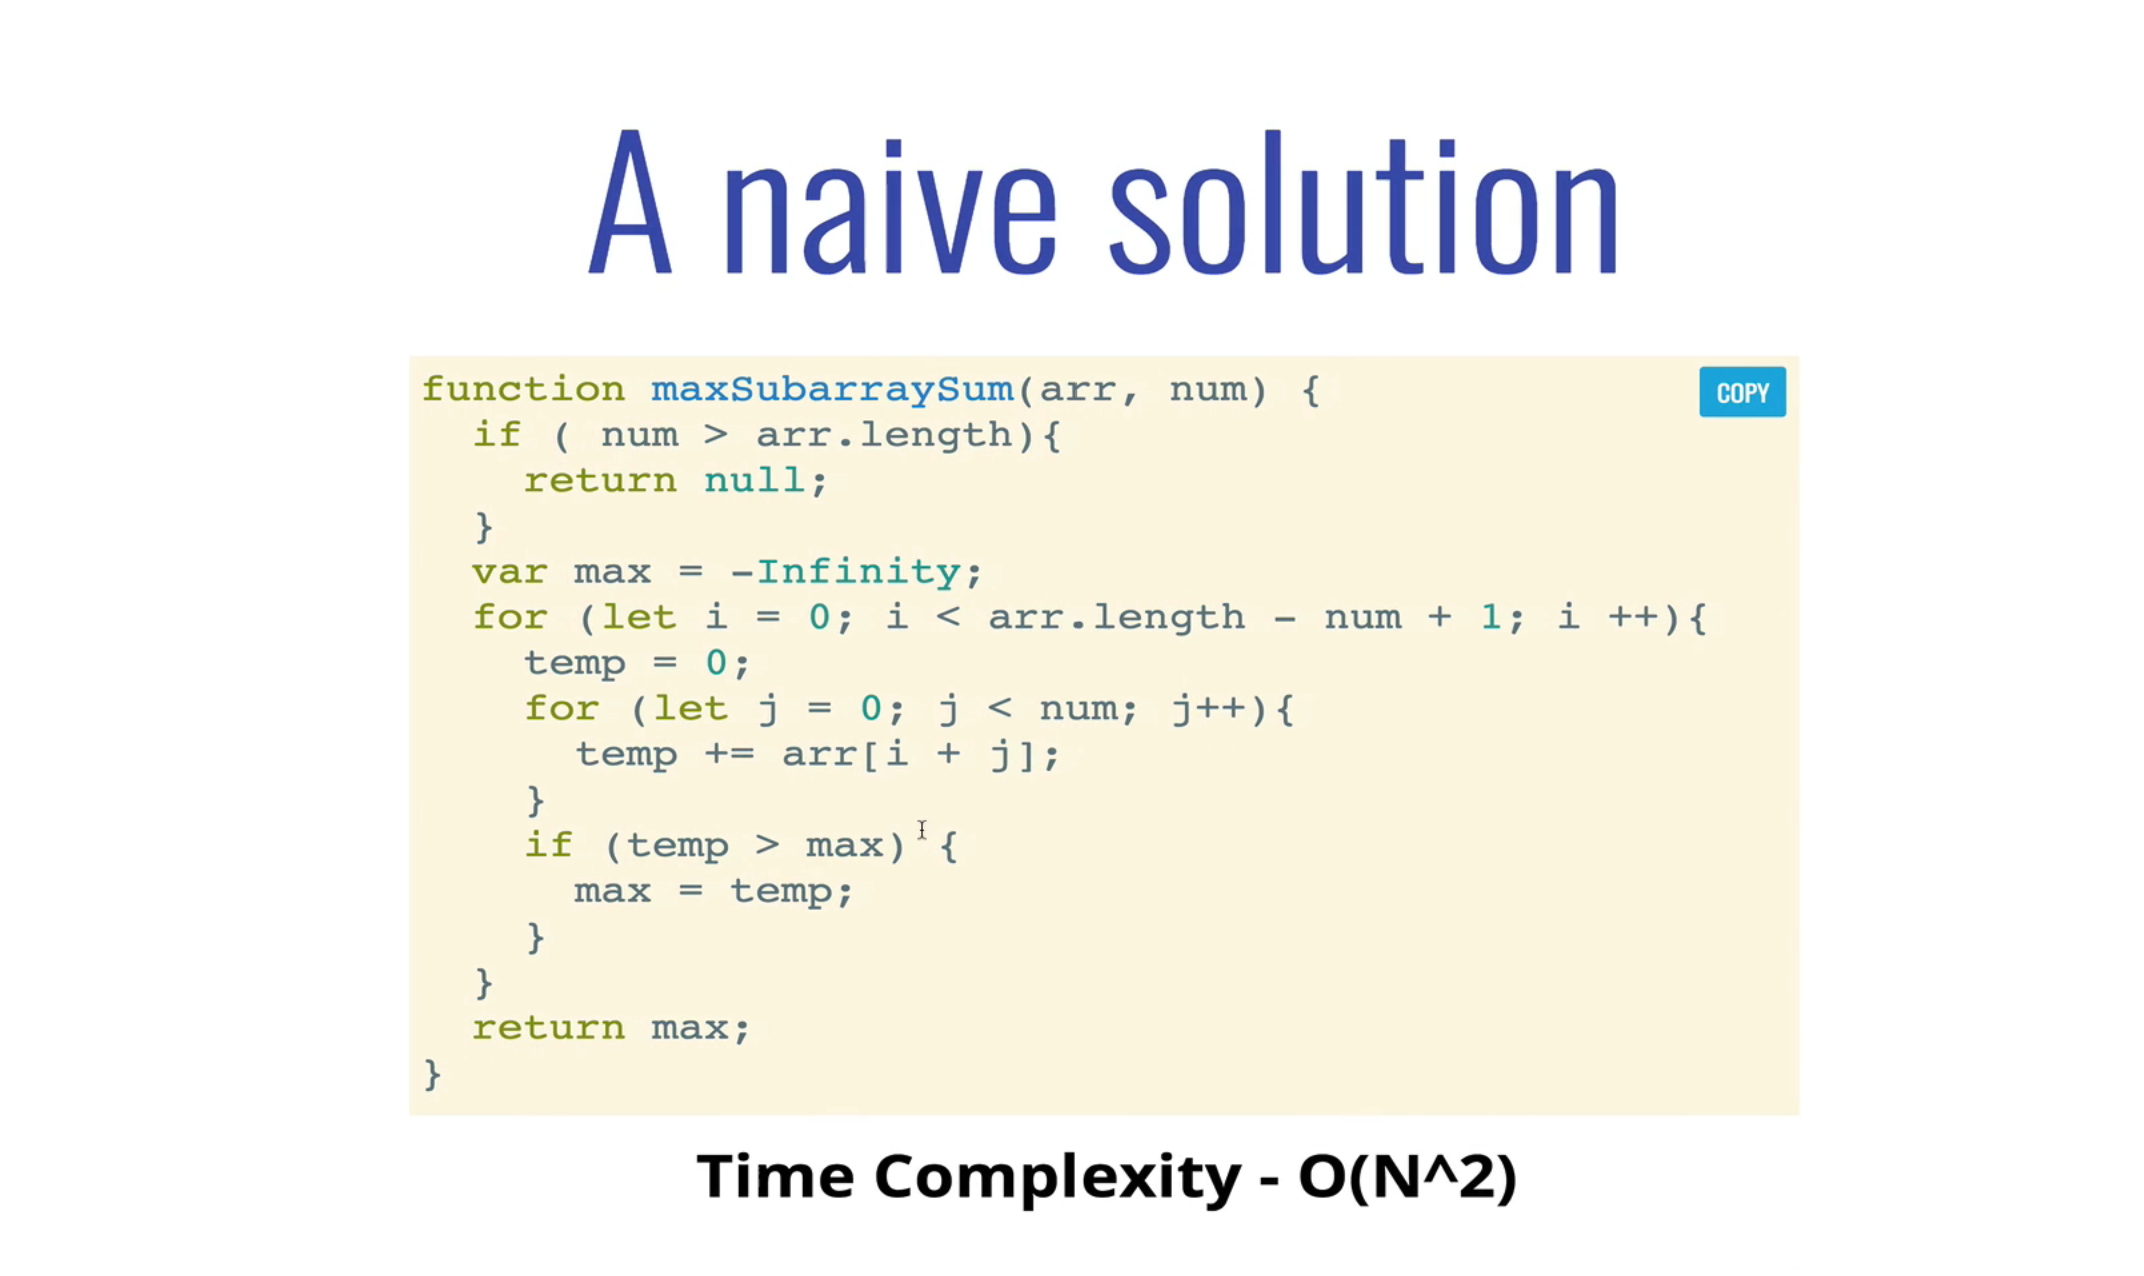 A naive solution
COPY
function maxSubarraySum(arr, num) {
  if ( num > arr.length){
    return null;
  }
  var max = -Infinity;
  for (let i = 0; i < arr.length - num + 1; i ++){
    temp = 0;
    for (let j = 0; j < num; j++){
      temp += arr[i + j];
    }
    if (temp > max) {
      max = temp;
    }
  }
  return max;
}
Time Complexity - O(N^2)